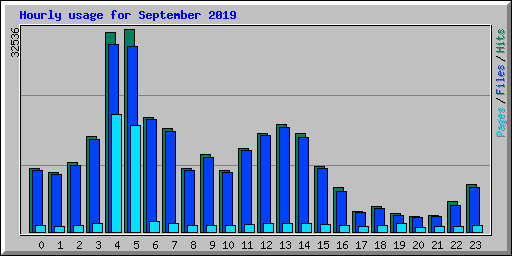 Hourly usage for September 2019
32536
Pages/Files/Hits
0 1 2 3 4 5 6 7 8 9 10 11 12 13 14 15 16 17 18 19 20 21 22 23